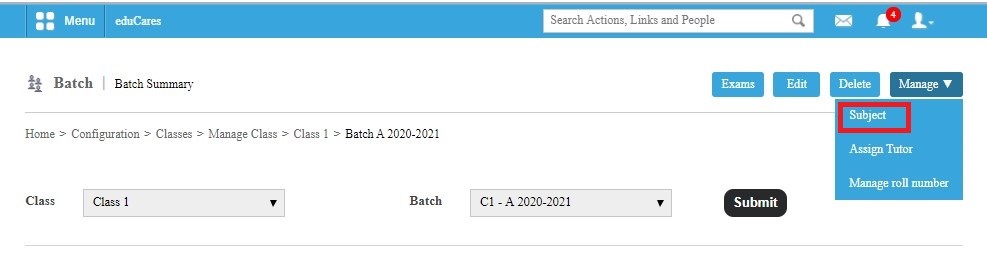 Menu eduCares Search Actions, Links and People 4
Batch | Batch Summary Exams Edit Delete Manage ▼
Subject
Home > Configuration > Classes > Manage Class > Class 1 > Batch A 2020-2021
Assign Tutor
Manage roll number
Class Class 1 ▼ Batch C1 - A 2020-2021 ▼ Submit